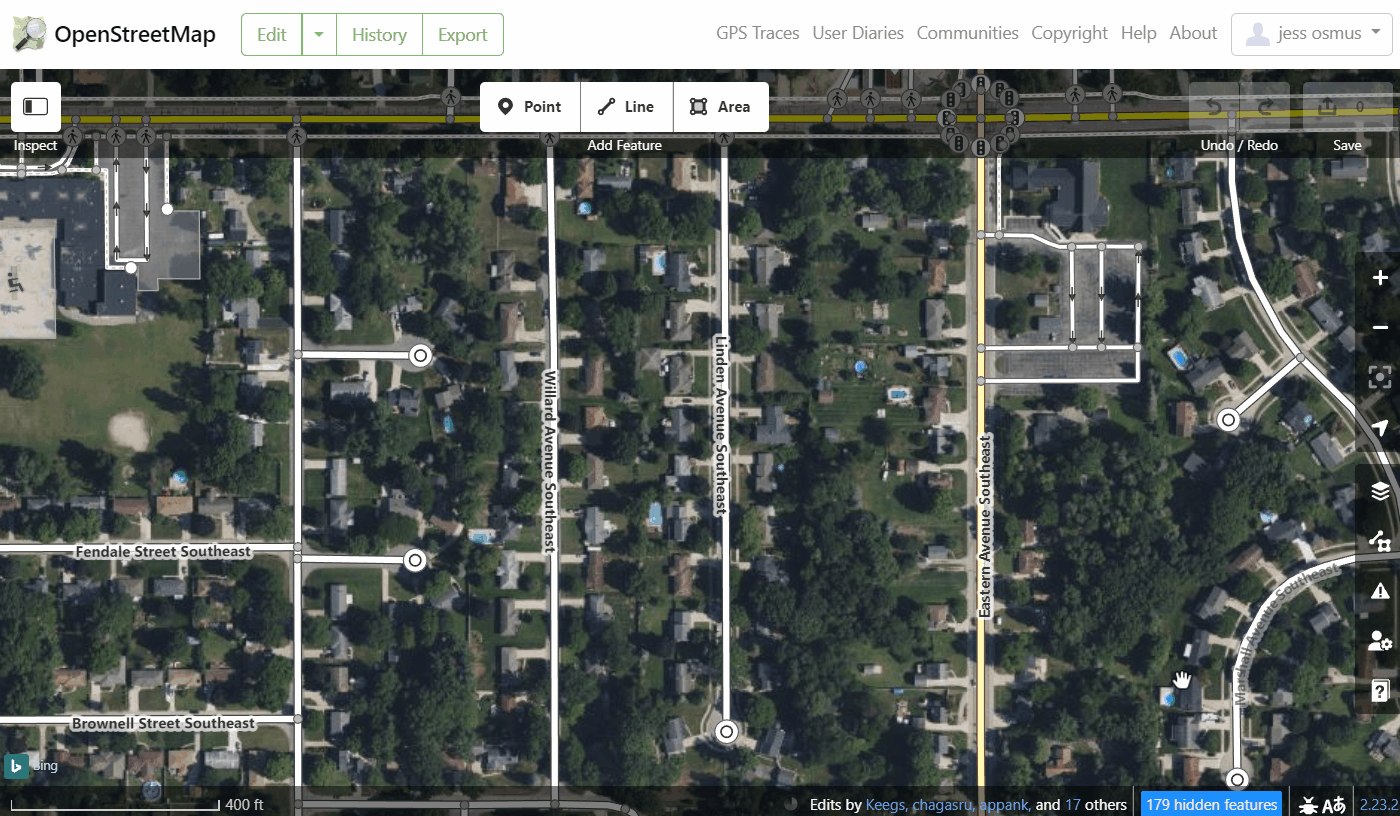 OpenStreetMap
Edit
History
Export
GPS Traces
User Diaries
Communities
Copyright
Help
About
jess osmus
Point
Line
Area
0
Inspect
Add Feature
Undo / Redo
Save
Willard Avenue Southeast
Linden Avenue Southeast
Eastern Avenue Southeast
Fendale Street Southeast
Marshall Avenue Southeast
Brownell Street Southeast
Bing
400 ft
Edits by Keegs, chagasru, appank, and 17 others
179 hidden features
2.23.2